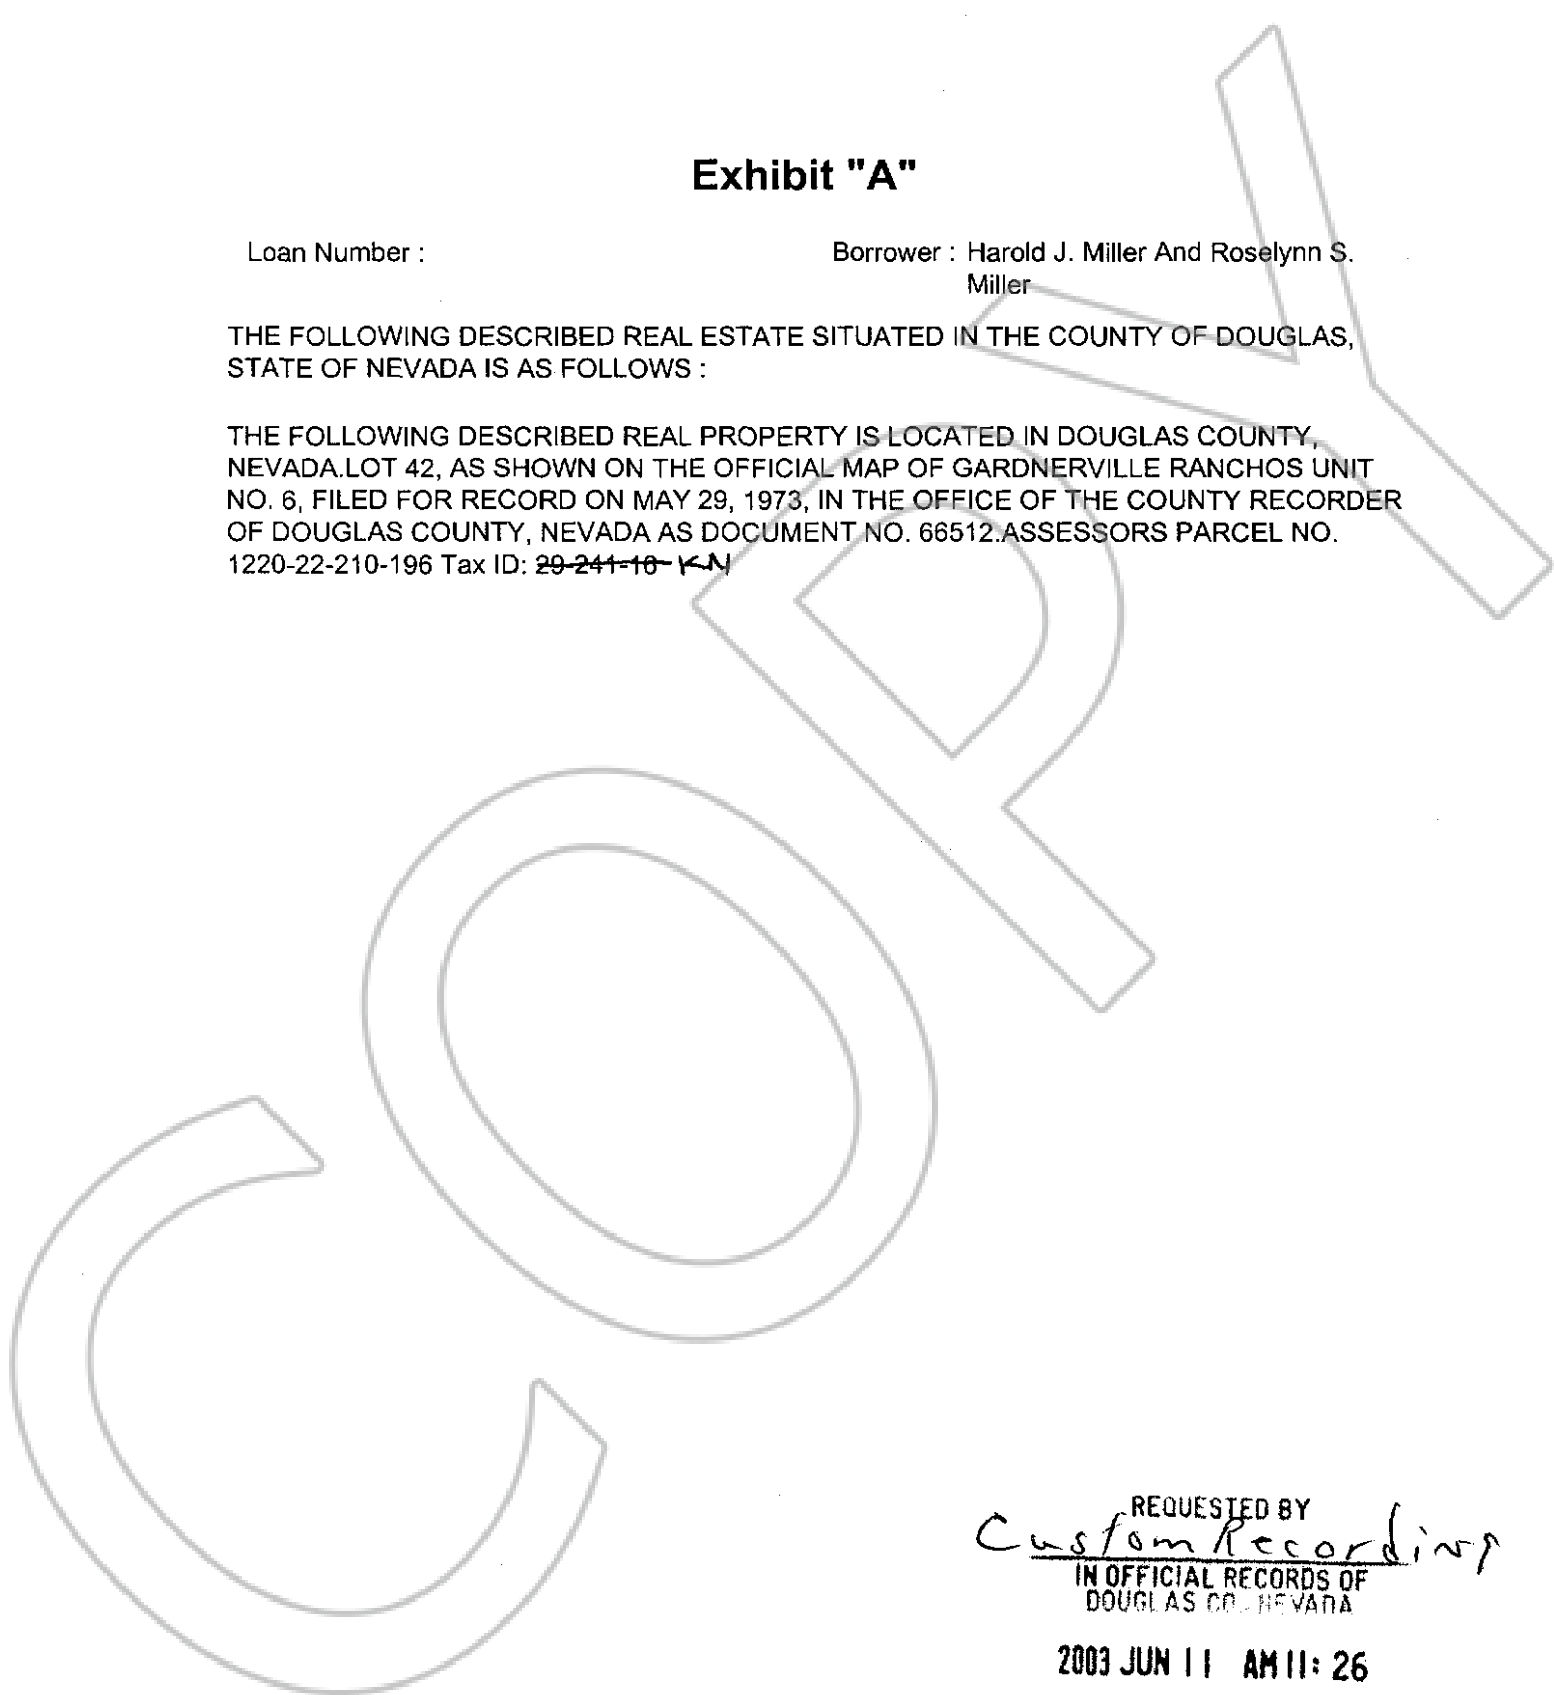 Exhibit "A"
Loan Number :
Borrower : Harold J. Miller And Roselynn S.
Miller
THE FOLLOWING DESCRIBED REAL ESTATE SITUATED IN THE COUNTY OF DOUGLAS,
STATE OF NEVADA IS AS FOLLOWS :
THE FOLLOWING DESCRIBED REAL PROPERTY IS LOCATED IN DOUGLAS COUNTY,
NEVADA.LOT 42, AS SHOWN ON THE OFFICIAL MAP OF GARDNERVILLE RANCHOS UNIT
NO. 6, FILED FOR RECORD ON MAY 29, 1973, IN THE OFFICE OF THE COUNTY RECORDER
OF DOUGLAS COUNTY, NEVADA AS DOCUMENT NO. 66512.ASSESSORS PARCEL NO.
1220-22-210-196 Tax ID: 29-241-16 KN
COPY
REQUESTED BY
Custom Recording
IN OFFICIAL RECORDS OF
DOUGLAS CO., NEVADA
2003 JUN 11 AM 11: 26